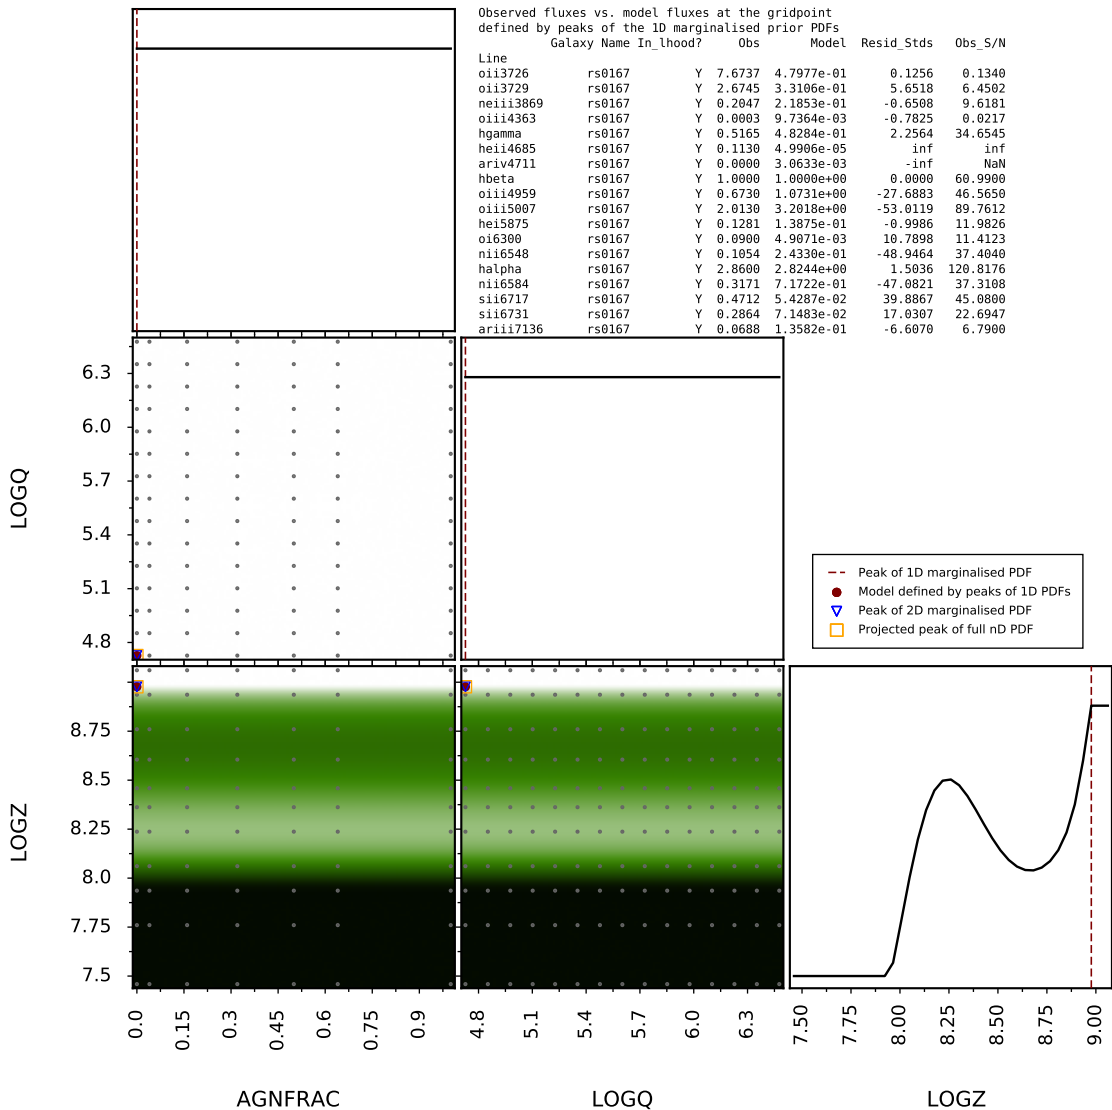 Observed fluxes vs. model fluxes at the gridpoint
defined by peaks of the 1D marginalised prior PDFs
Galaxy Name In_lhood? Obs Model Resid_Stds Obs_S/N
Line
oii3726 rs0167 Y 7.6737 4.7977e-01 0.1256 0.1340
oii3729 rs0167 Y 2.6745 3.3106e-01 5.6518 6.4502
neiii3869 rs0167 Y 0.2047 2.1853e-01 -0.6508 9.6181
oiii4363 rs0167 Y 0.0003 9.7364e-03 -0.7825 0.0217
hgamma rs0167 Y 0.5165 4.8284e-01 2.2564 34.6545
heii4685 rs0167 Y 0.1130 4.9906e-05 inf inf
ariv4711 rs0167 Y 0.0000 3.0633e-03 -inf NaN
hbeta rs0167 Y 1.0000 1.0000e+00 0.0000 60.9900
oiii4959 rs0167 Y 0.6730 1.0731e+00 -27.6883 46.5650
oiii5007 rs0167 Y 2.0130 3.2018e+00 -53.0119 89.7612
hei5875 rs0167 Y 0.1281 1.3875e-01 -0.9986 11.9826
oi6300 rs0167 Y 0.0900 4.9071e-03 10.7898 11.4123
nii6548 rs0167 Y 0.1054 2.4330e-01 -48.9464 37.4040
halpha rs0167 Y 2.8600 2.8244e+00 1.5036 120.8176
nii6584 rs0167 Y 0.3171 7.1722e-01 -47.0821 37.3108
sii6717 rs0167 Y 0.4712 5.4287e-02 39.8867 45.0800
sii6731 rs0167 Y 0.2864 7.1483e-02 17.0307 22.6947
ariii7136 rs0167 Y 0.0688 1.3582e-01 -6.6070 6.7900
LOGQ
6.3
6.0
5.7
5.4
5.1
4.8
Peak of 1D marginalised PDF
Model defined by peaks of 1D PDFs
Peak of 2D marginalised PDF
Projected peak of full nD PDF
LOGZ
8.75
8.5
8.25
8.0
7.75
7.5
0.0 0.15 0.3 0.45 0.6 0.75 0.9
4.8 5.1 5.4 5.7 6.0 6.3
7.50 7.75 8.00 8.25 8.50 8.75 9.00
AGNFRAC LOGQ LOGZ